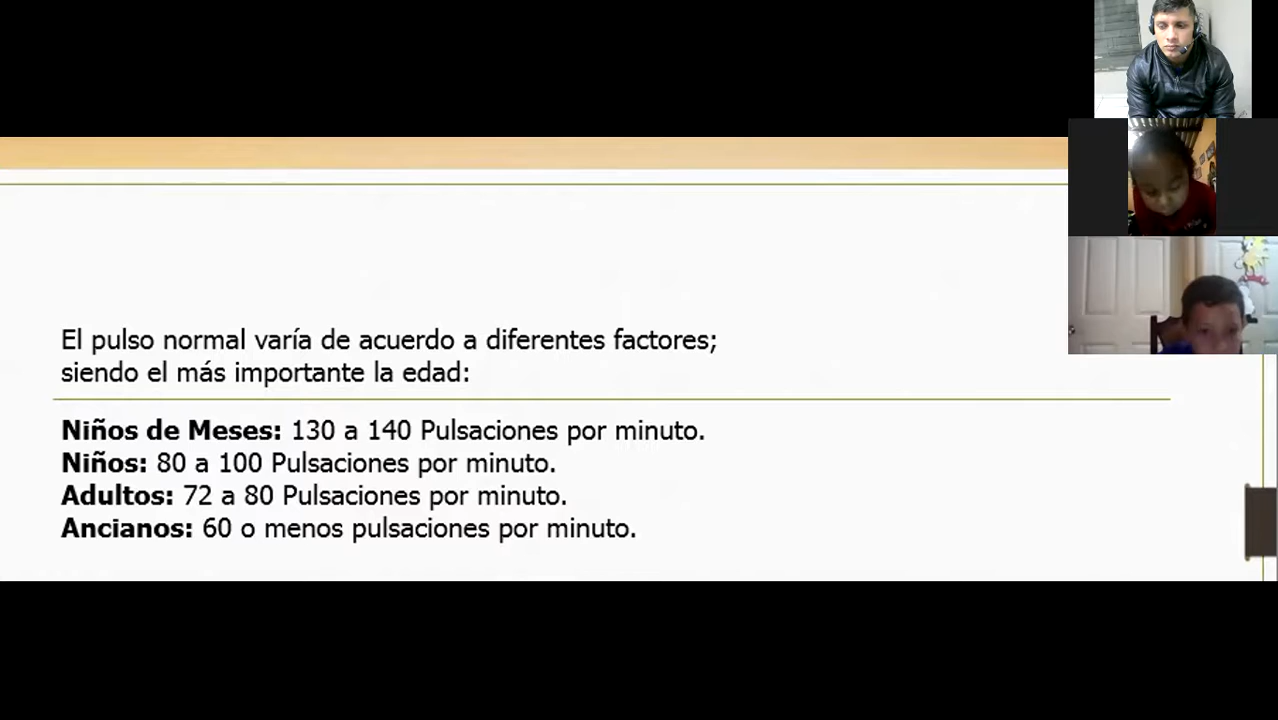 El pulso normal varía de acuerdo a diferentes factores;
siendo el más importante la edad:
Niños de Meses: 130 a 140 Pulsaciones por minuto.
Niños: 80 a 100 Pulsaciones por minuto.
Adultos: 72 a 80 Pulsaciones por minuto.
Ancianos: 60 o menos pulsaciones por minuto.